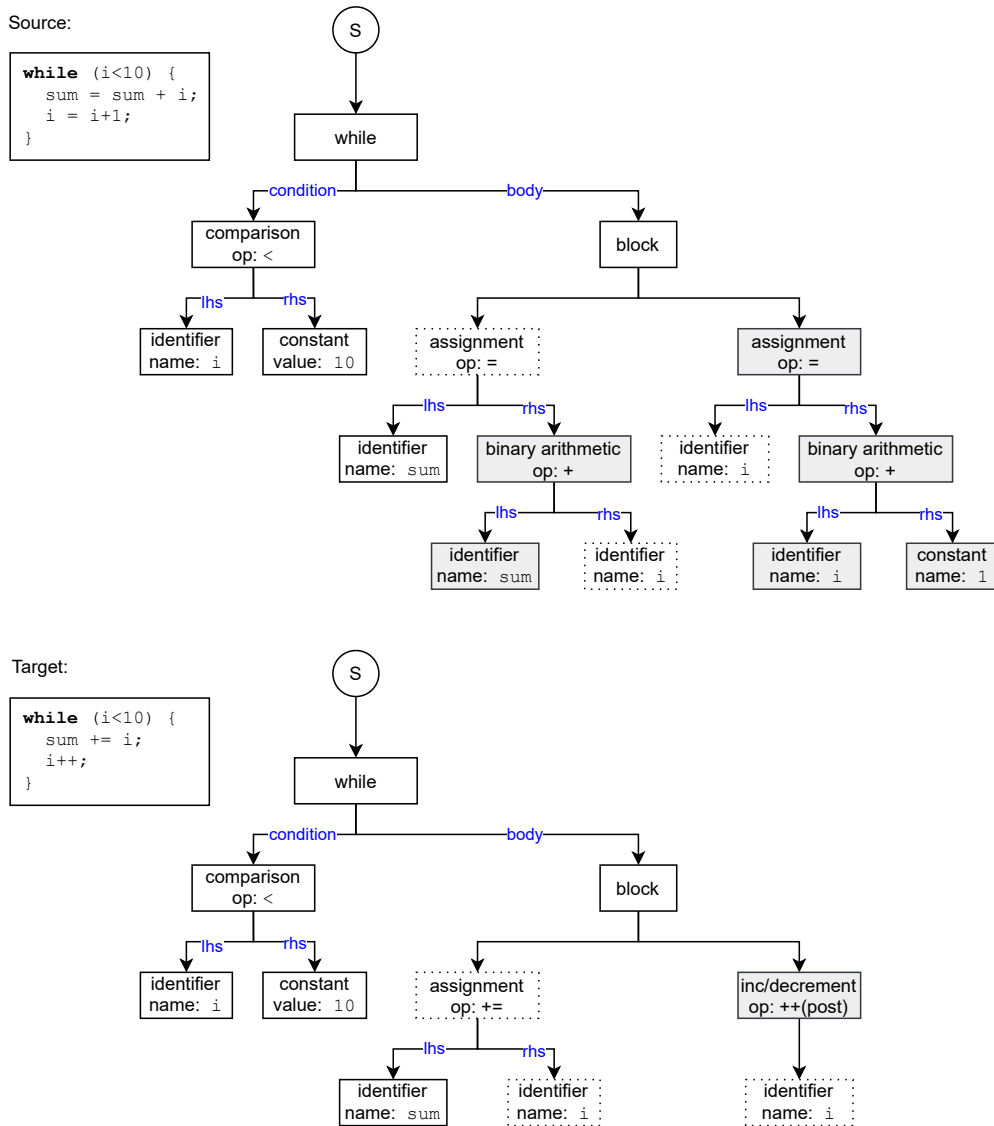 Source:
S
while (i<10) {
sum = sum + i;
i = i+1;
}
while
condition
body
comparison
op: <
block
lhs
rhs
identifier
name: i
constant
value: 10
assignment
op: =
assignment
op: =
lhs
rhs
lhs
rhs
identifier
name: sum
binary arithmetic
op: +
identifier
name: i
binary arithmetic
op: +
lhs
rhs
lhs
rhs
identifier
name: sum
identifier
name: i
identifier
name: i
constant
name: 1
Target:
S
while (i<10) {
sum += i;
i++;
}
while
condition
body
comparison
op: <
block
lhs
rhs
identifier
name: i
constant
value: 10
assignment
op: +=
inc/decrement
op: ++(post)
lhs
rhs
identifier
name: sum
identifier
name: i
identifier
name: i